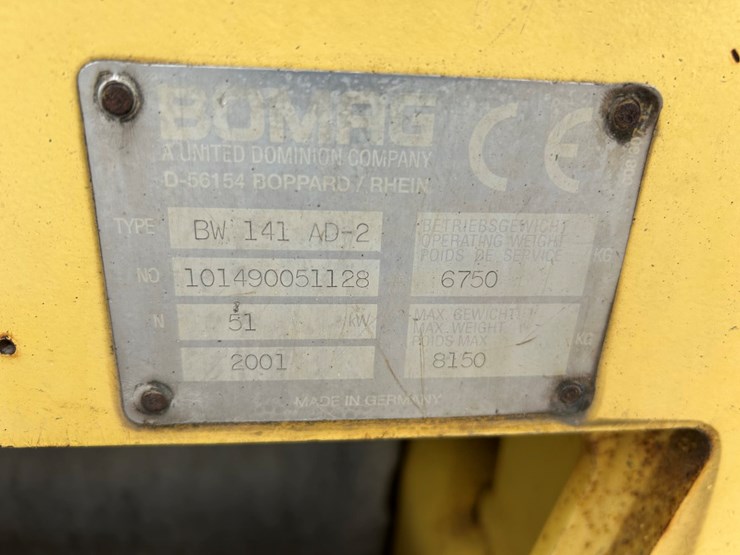 BOMAG
CE
A UNITED DOMINION COMPANY
D-56154 BOPPARD / RHEIN
TYPE BW 141 AD-2
NO 101490051128
N 51 kW
2001
BETRIEBSGEWICHT
OPERATING WEIGHT
POIDS DE SERVICE
6750 KG
MAX. GEWICHT
MAX. WEIGHT
POIDS MAX.
8150 KG
MADE IN GERMANY